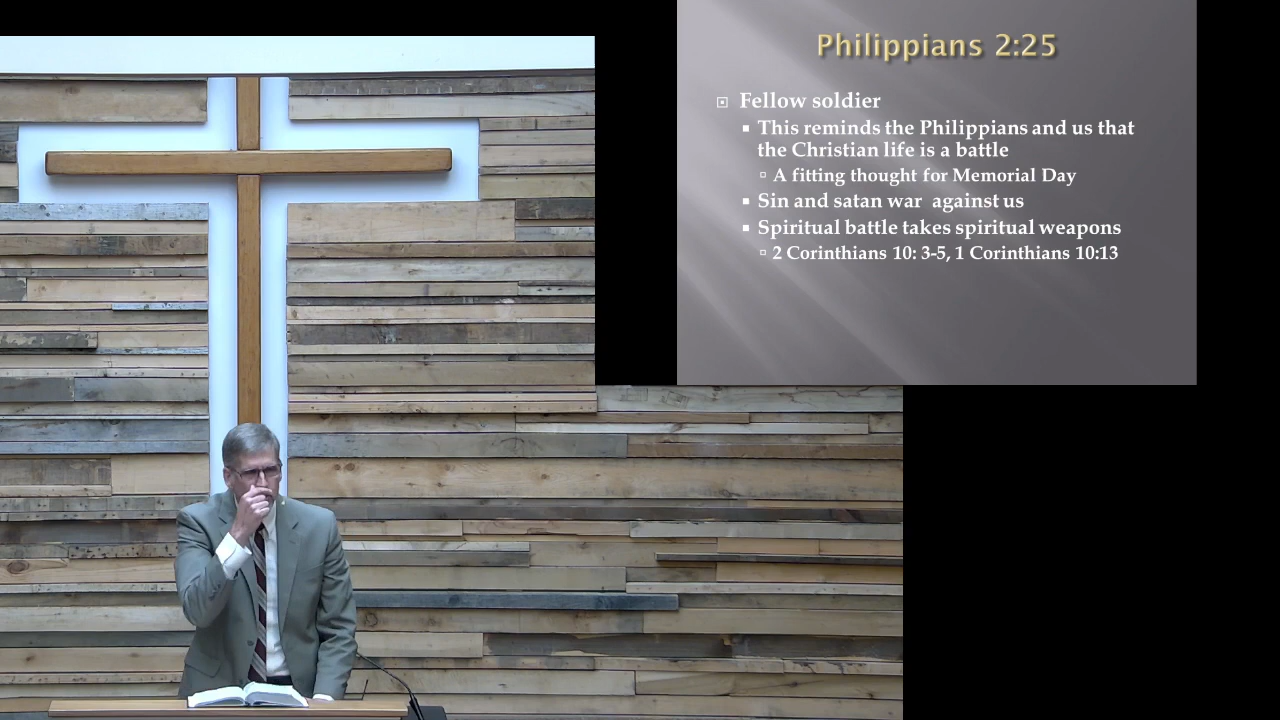 Philippians 2:25
Fellow soldier
This reminds the Philippians and us that
the Christian life is a battle
A fitting thought for Memorial Day
Sin and satan war against us
Spiritual battle takes spiritual weapons
2 Corinthians 10: 3-5, 1 Corinthians 10:13